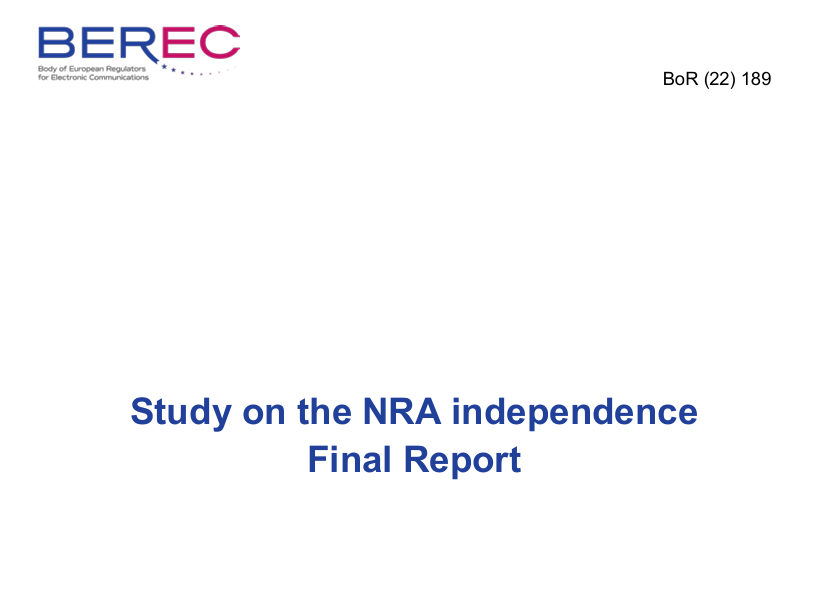 BEREC
Body of European Regulators
for Electronic Communications
BoR (22) 189
Study on the NRA independence
Final Report